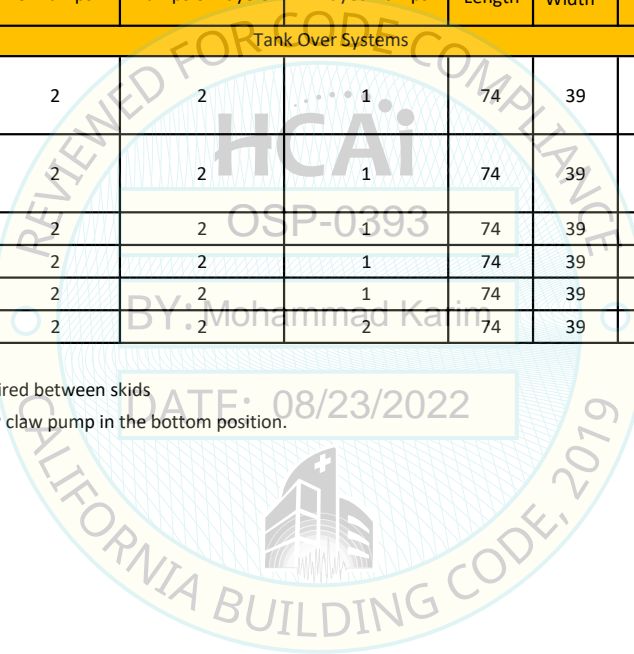 Length Width
Tank Over Systems
2 2 1 74 39
2 2 1 74 39
2 2 1 74 39
2 2 1 74 39
2 2 1 74 39
2 2 2 74 39
between skids
claw pump in the bottom position.
REVIEWED FOR CODE COMPLIANCE
HCAi
OSP-0393
BY: Mohammad Karim
DATE: 08/23/2022
CALIFORNIA BUILDING CODE, 2019